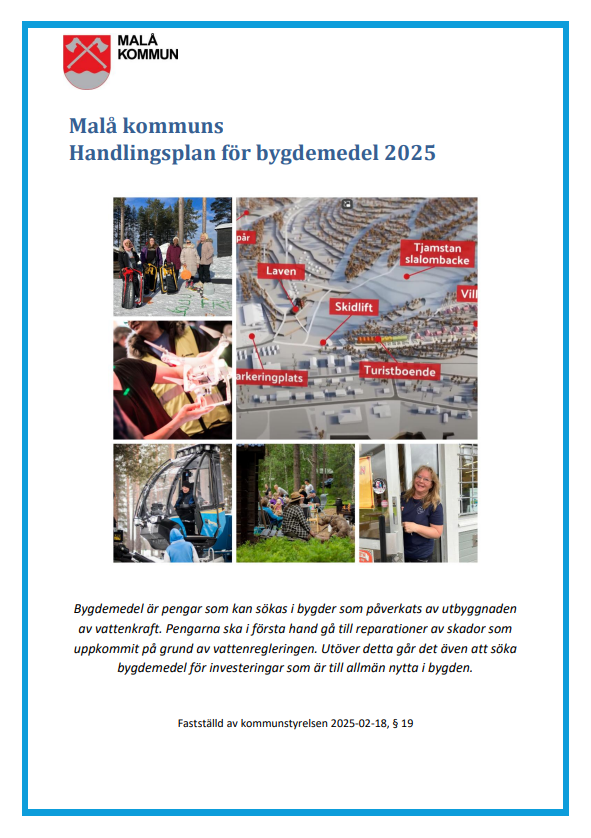 MALÅ
KOMMUN
Malå kommuns
Handlingsplan för bygdemedel 2025
pår
Tjamstan
slalombacke
Laven
Vil
Skidlift
arkeringplats
Turistboende
Bygdemedel är pengar som kan sökas i bygder som påverkats av utbyggnaden
av vattenkraft. Pengarna ska i första hand gå till reparationer av skador som
uppkommit på grund av vattenregleringen. Utöver detta går det även att söka
bygdemedel för investeringar som är till allmän nytta i bygden.
Fastställd av kommunstyrelsen 2025-02-18, § 19